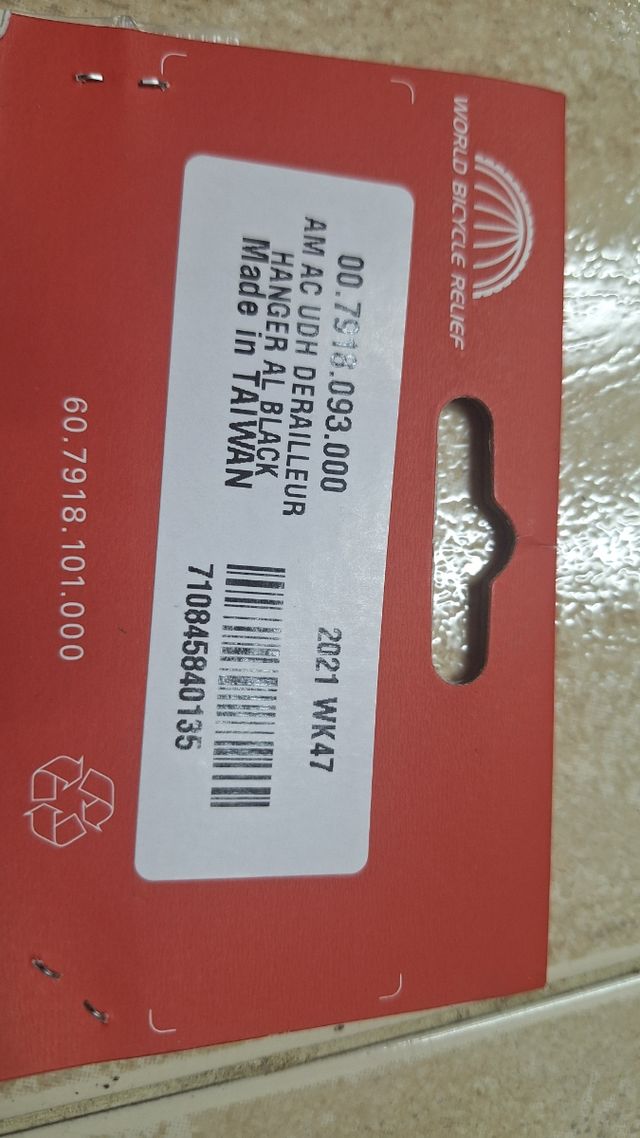 WORLD BICYCLE RELIEF
00.7918.093.000
AM AC UDH DERAILLEUR
HANGER AL BLACK
Made in TAIWAN
2021 WK47
710845840135
60.7918.101.000